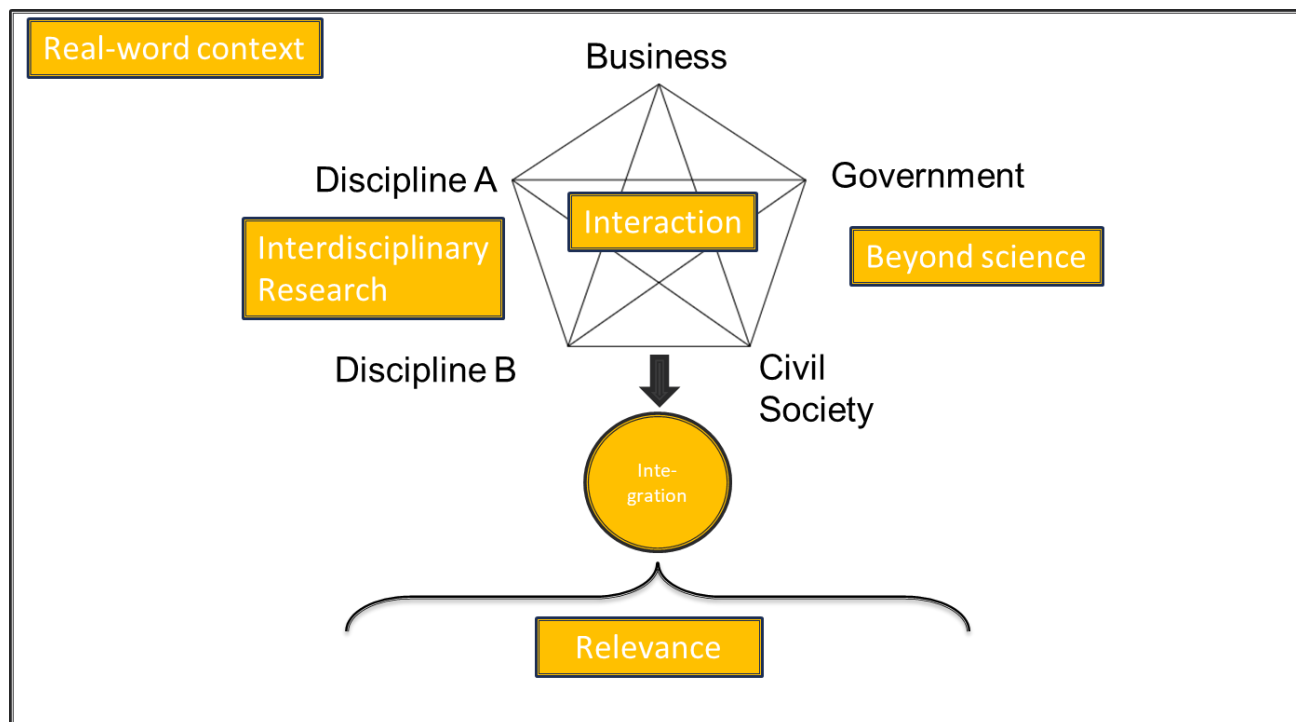 Real-word context
Business
Discipline A
Government
Interaction
Interdisciplinary
Research
Beyond science
Discipline B
Civil
Society
Inte-
gration
Relevance